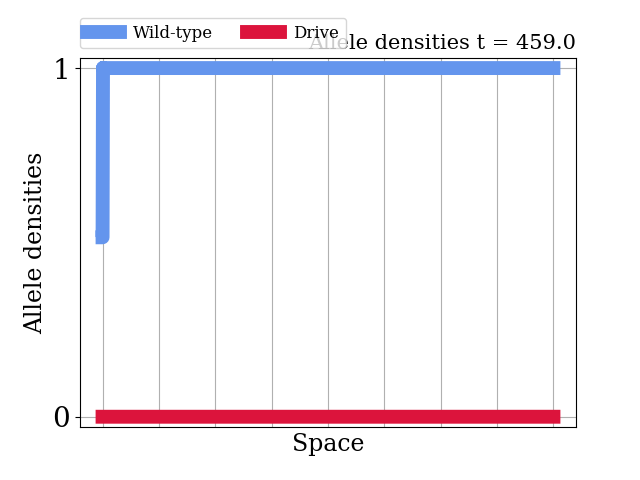 Wild-type Drive
Allele densities t = 459.0
1
Allele densities
0
Space